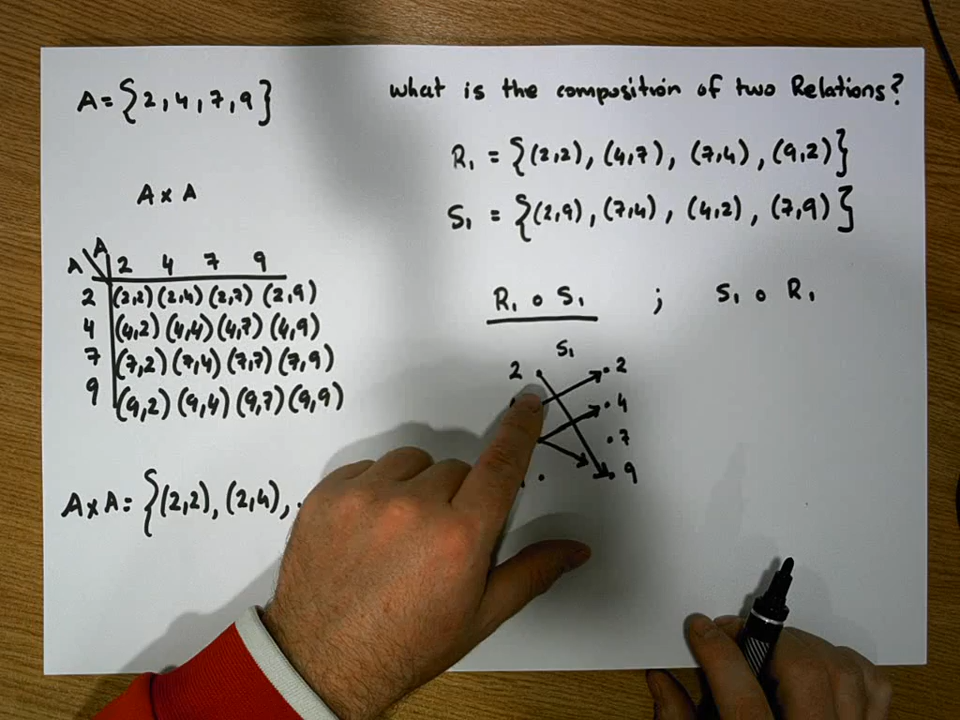 A = {2, 4, 7, 9}
what is the composition of two Relations?
R₁ = {(2,2), (4,7), (7,4), (9,2)}
S₁ = {(2,9), (7,4), (4,2), (7,9)}
A x A
A \ A 2 4 7 9
2 (2,2) (2,4) (2,7) (2,9)
4 (4,2) (4,4) (4,7) (4,9)
7 (7,2) (7,4) (7,7) (7,9)
9 (9,2) (9,4) (9,7) (9,9)
A x A = {(2,2), (2,4),
R₁ ∘ S₁ ; S₁ ∘ R₁
S₁
2 2
4
7
9